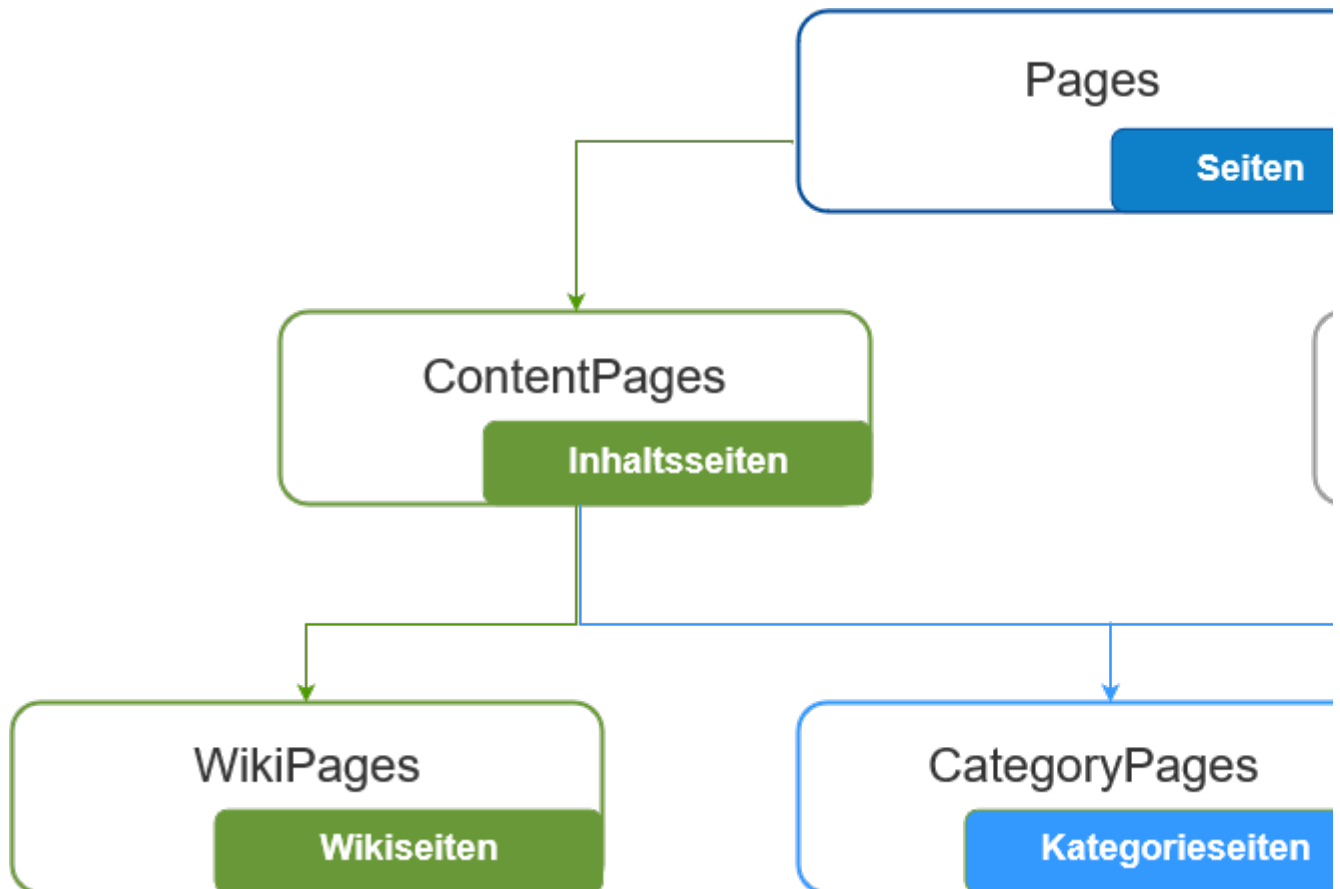 Pages
Seiten
ContentPages
Inhaltsseiten
WikiPages
Wikiseiten
CategoryPages
Kategorieseiten